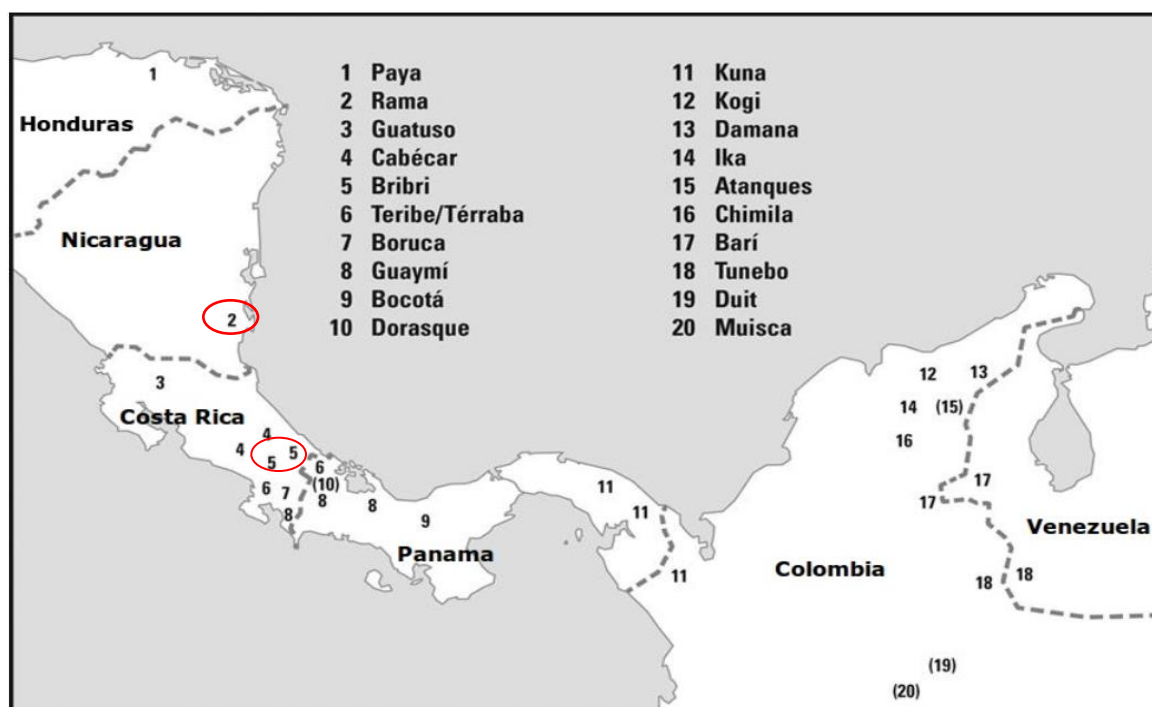 1 Paya
2 Rama
3 Guatuso
4 Cabécar
5 Bribri
6 Teribe/Térraba
7 Boruca
8 Guaymí
9 Bocotá
10 Dorasque
11 Kuna
12 Kogi
13 Damana
14 Ika
15 Atanques
16 Chimila
17 Barí
18 Tunebo
19 Duit
20 Muisca
1
Honduras
Nicaragua
2
3
Costa Rica
4
4
5
5
6
(10)
6
7
8
8
8
9
Panama
11
11
11
12
13
14
(15)
16
17
17
Venezuela
Colombia
18
18
(19)
(20)